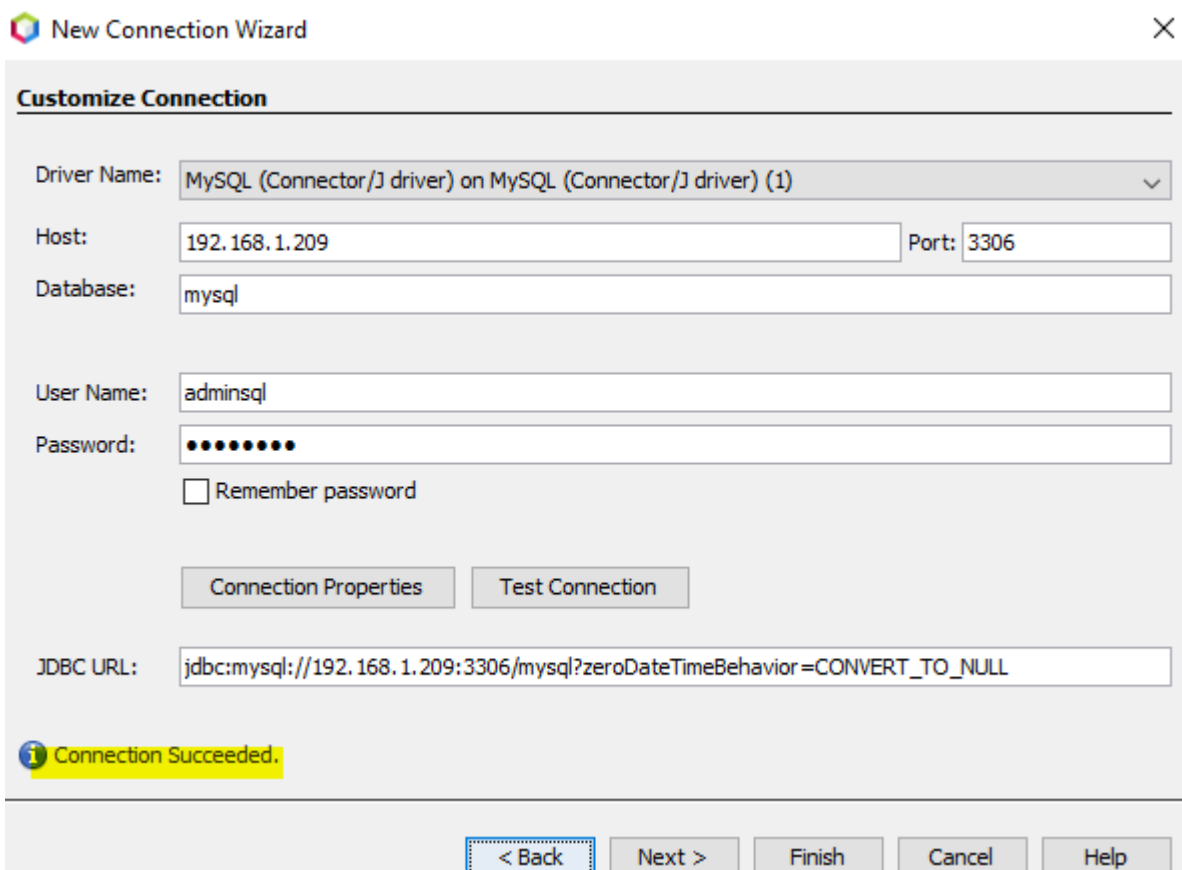 New Connection Wizard
Customize Connection
Driver Name: MySQL (Connector/J driver) on MySQL (Connector/J driver) (1)
Host: 192.168.1.209 Port: 3306
Database: mysql
User Name: adminsql
Password: ●●●●●●●●
Remember password
Connection Properties Test Connection
JDBC URL: jdbc:mysql://192.168.1.209:3306/mysql?zeroDateTimeBehavior=CONVERT_TO_NULL
Connection Succeeded.
< Back Next > Finish Cancel Help